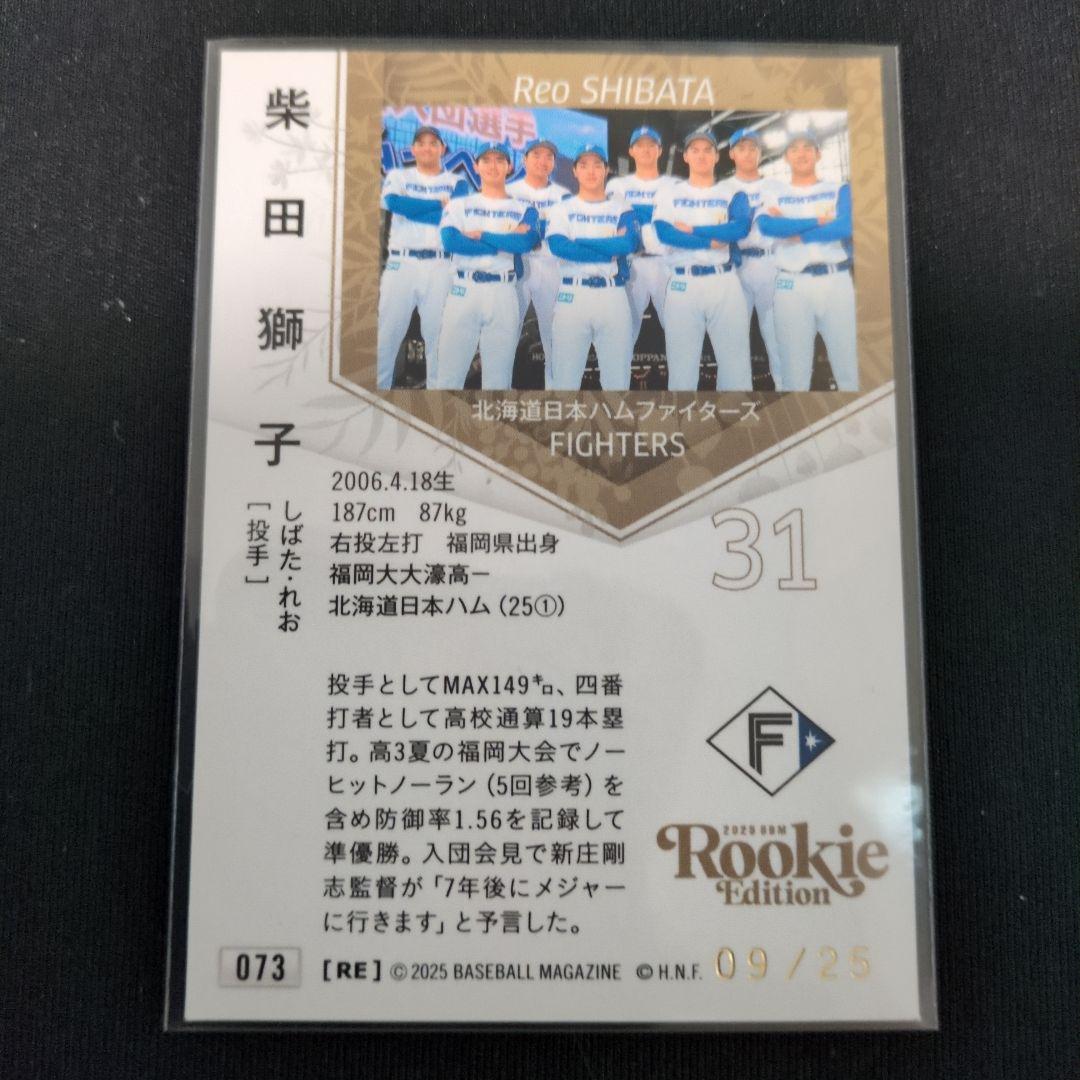 Reo SHIBATA
柴田獅子
しばた・れお
[投手]
入団選手
FIGHTERS
FIGHTERS
FIGHTERS
FIGHTERS
北海道日本ハムファイターズ
FIGHTERS
2006.4.18生
187cm 87kg
右投左打 福岡県出身
福岡大大濠高―
北海道日本ハム(25①)
31
投手としてMAX149㌔、四番
打者として高校通算19本塁
打。高3夏の福岡大会でノー
ヒットノーラン(5回参考)を
含め防御率1.56を記録して
準優勝。入団会見で新庄剛
志監督が「7年後にメジャー
に行きます」と予言した。
F
2025 BBM
Rookie
Edition
073 [RE] ©2025 BASEBALL MAGAZINE ©H.N.F. 09/25